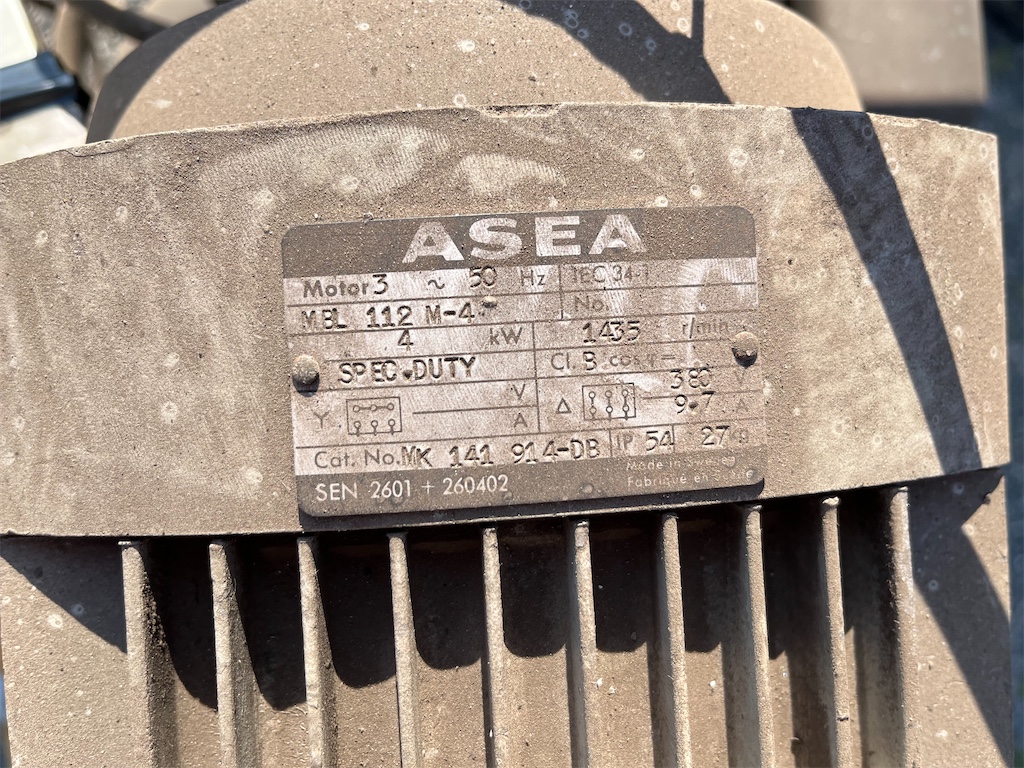 ASEA
Motor 3 ~ 50 Hz IEC 34-1
MBL 112 M-4 No.
4 kW 1435 r/min
SPEC.DUTY Cl. B cos φ —
Y V Δ 380 V
A 9.7 A
Cat. No. MK 141 914-DB IP 54 27 kg
Made in Sweden
SEN 2601 + 260402 Fabriqué en